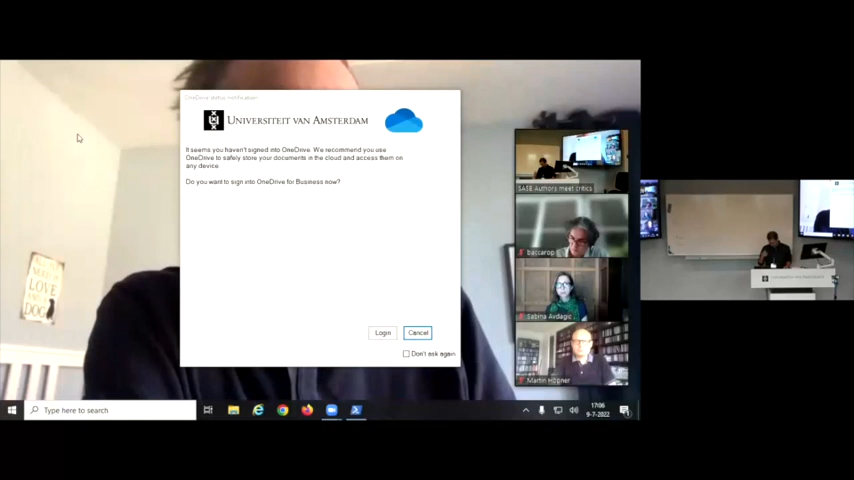 OneDrive status notification
UNIVERSITEIT VAN AMSTERDAM
It seems you haven't signed into OneDrive. We recommend you use
OneDrive to safely store your documents in the cloud and access them on
any device.
Do you want to sign into OneDrive for Business now?
Login
Cancel
Don't ask again
SAEE Authors meet critics
baccarop
Sabina Avdagic
Martin Höpner
LOVE
DOG
Type here to search
17:06
9-7-2022